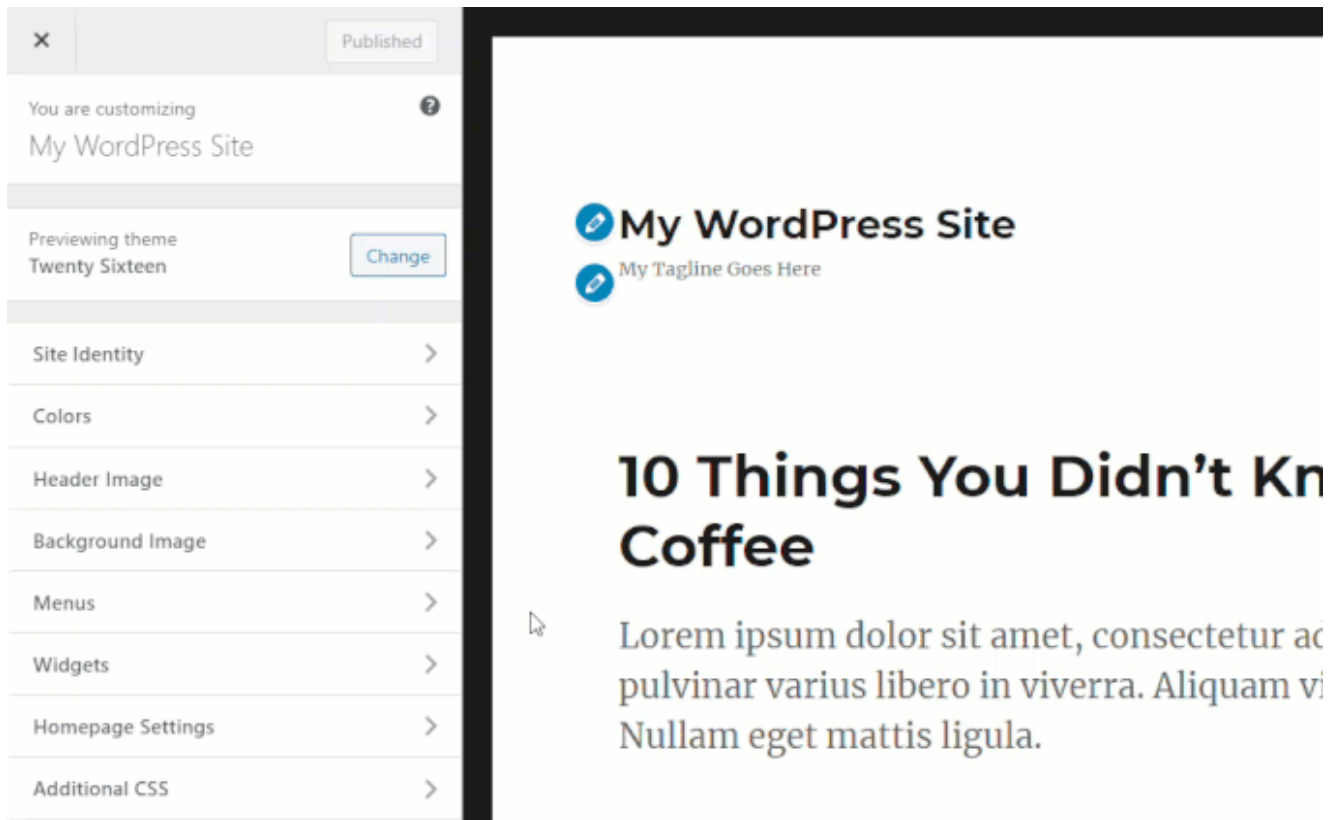 Published
You are customizing
My WordPress Site
Previewing theme
Twenty Sixteen
Change
Site Identity
Colors
Header Image
Background Image
Menus
Widgets
Homepage Settings
Additional CSS
My WordPress Site
My Tagline Goes Here
10 Things You Didn’t Kn
Coffee
Lorem ipsum dolor sit amet, consectetur ad
pulvinar varius libero in viverra. Aliquam vi
Nullam eget mattis ligula.